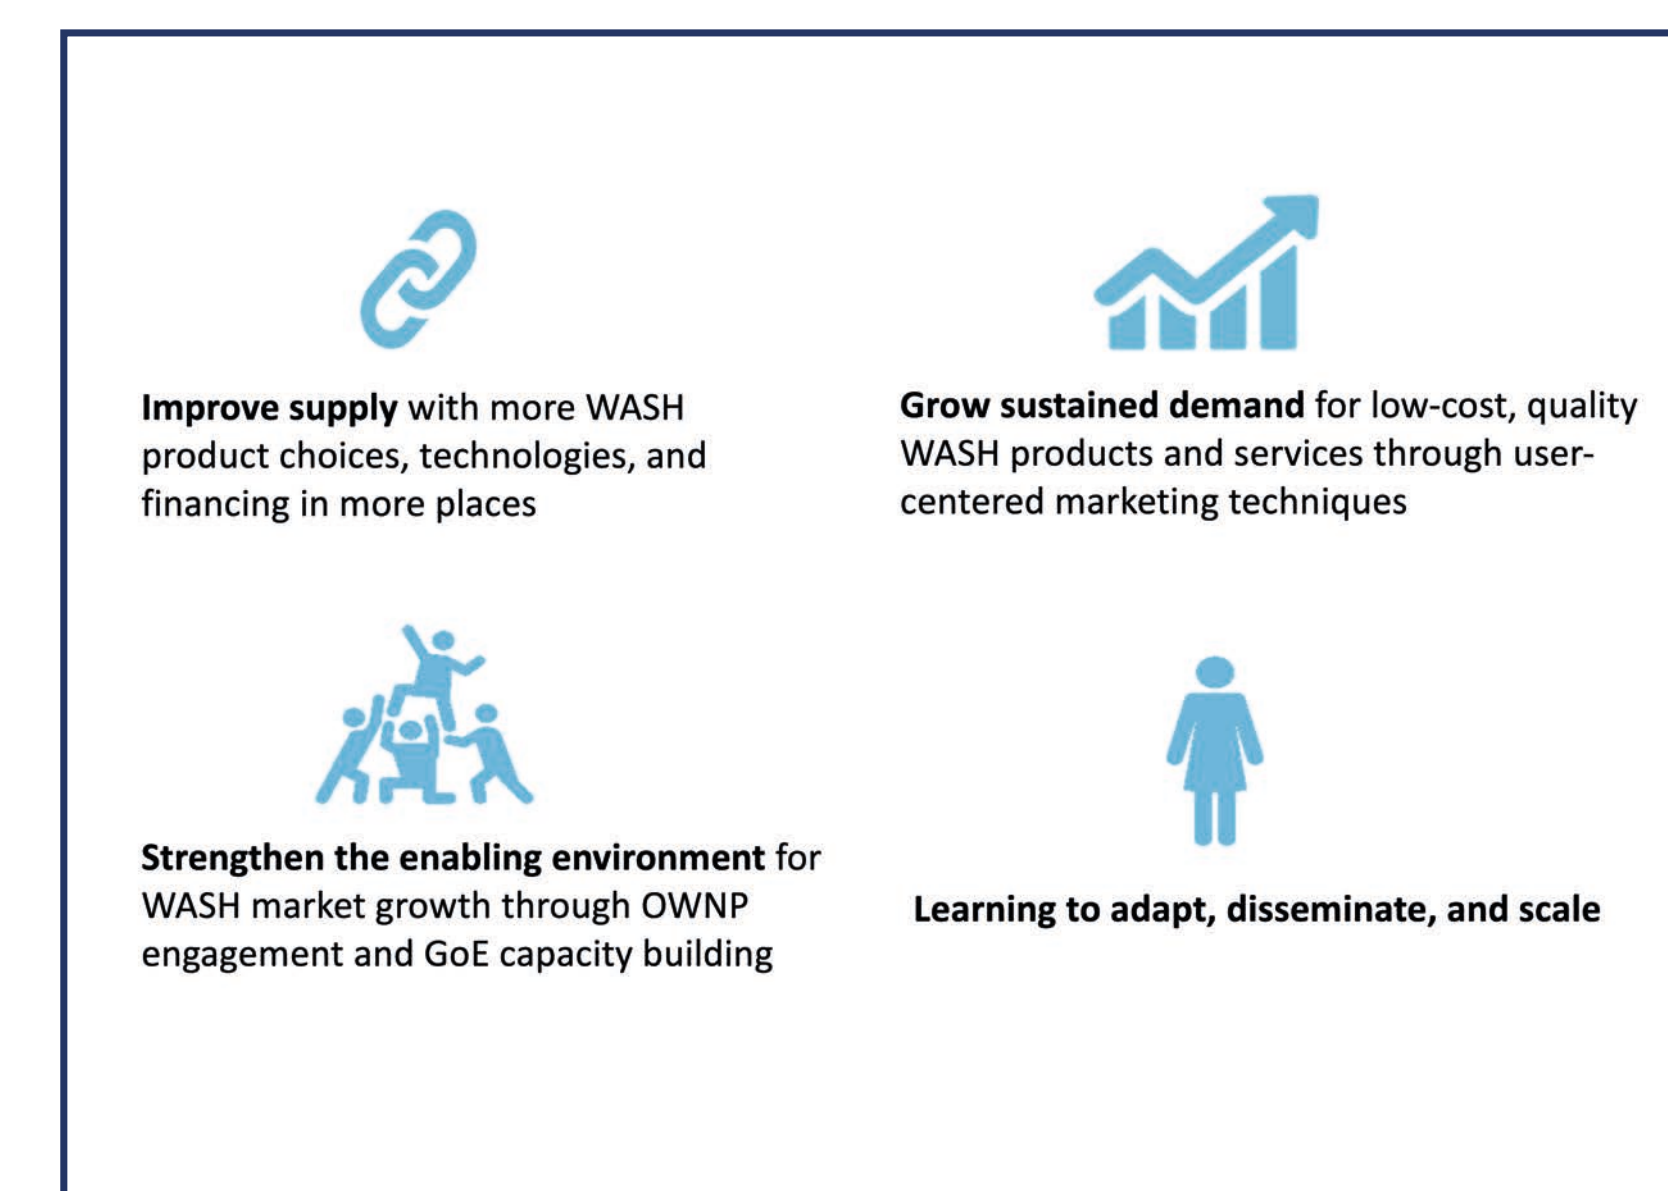 Improve supply with more WASH
product choices, technologies, and
financing in more places
Grow sustained demand for low-cost, quality
WASH products and services through user-
centered marketing techniques
Strengthen the enabling environment for
WASH market growth through OWNP
engagement and GoE capacity building
Learning to adapt, disseminate, and scale